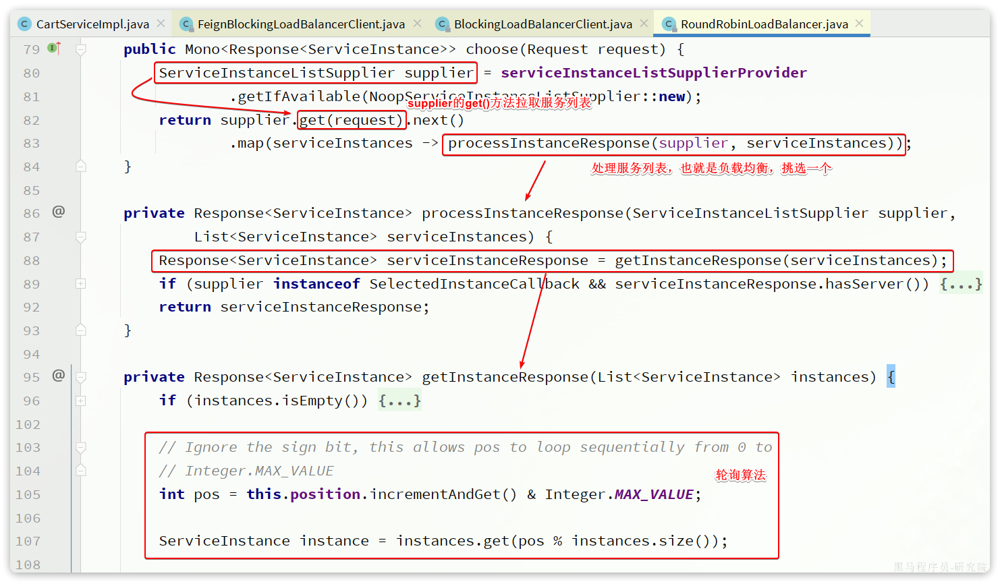 CartServiceImpl.java FeignBlockingLoadBalancerClient.java BlockingLoadBalancerClient.java RoundRobinLoadBalancer.java
79 public Mono<Response<ServiceInstance>> choose(Request request) {
80 ServiceInstanceListSupplier supplier = serviceInstanceListSupplierProvider
81 .getIfAvailable(NoopServiceInstanceListSupplier::new);
supplier的get()方法拉取服务列表
82 return supplier.get(request).next()
83 .map(serviceInstances -> processInstanceResponse(supplier, serviceInstances));
84 }
处理服务列表，也就是负载均衡，挑选一个
85
86 @ private Response<ServiceInstance> processInstanceResponse(ServiceInstanceListSupplier supplier,
87 List<ServiceInstance> serviceInstances) {
88 Response<ServiceInstance> serviceInstanceResponse = getInstanceResponse(serviceInstances);
89 if (supplier instanceof SelectedInstanceCallback && serviceInstanceResponse.hasServer()) {...}
92 return serviceInstanceResponse;
93 }
94
95 @ private Response<ServiceInstance> getInstanceResponse(List<ServiceInstance> instances) {
96 if (instances.isEmpty()) {...}
102
103 // Ignore the sign bit, this allows pos to loop sequentially from 0 to
104 // Integer.MAX_VALUE
轮询算法
105 int pos = this.position.incrementAndGet() & Integer.MAX_VALUE;
106
107 ServiceInstance instance = instances.get(pos % instances.size());
108
黑马程序员-研究院